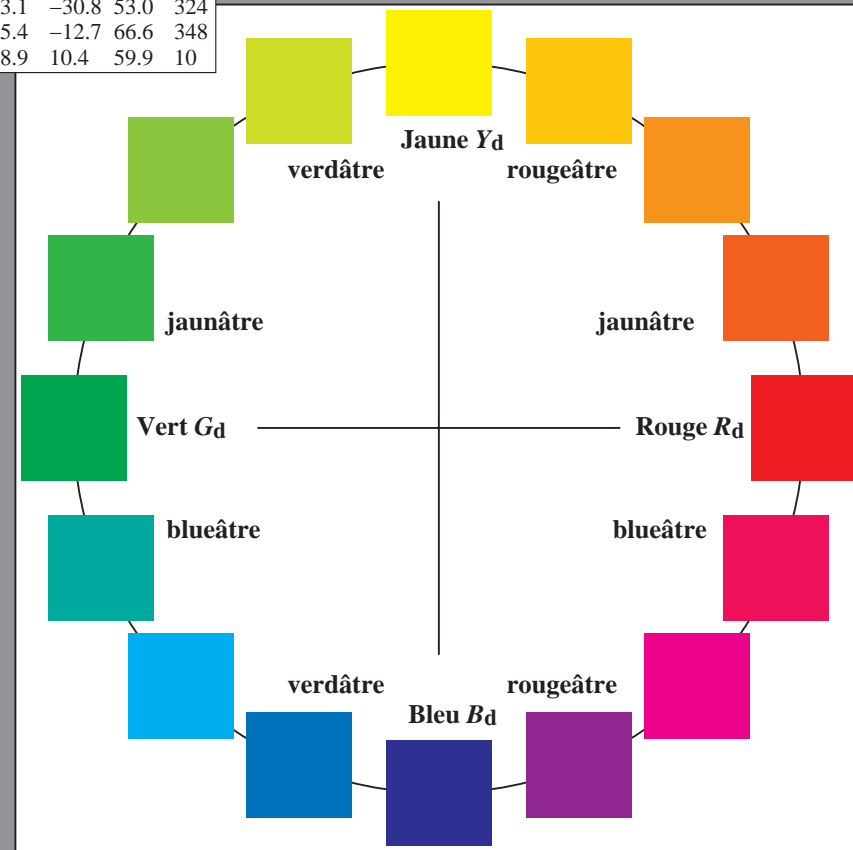 3.1 −30.8 53.0 324
5.4 −12.7 66.6 348
8.9 10.4 59.9 10
Jaune Yd
verdâtre rougeâtre
jaunâtre jaunâtre
Vert Gd Rouge Rd
blueâtre blueâtre
verdâtre rougeâtre
Bleu Bd